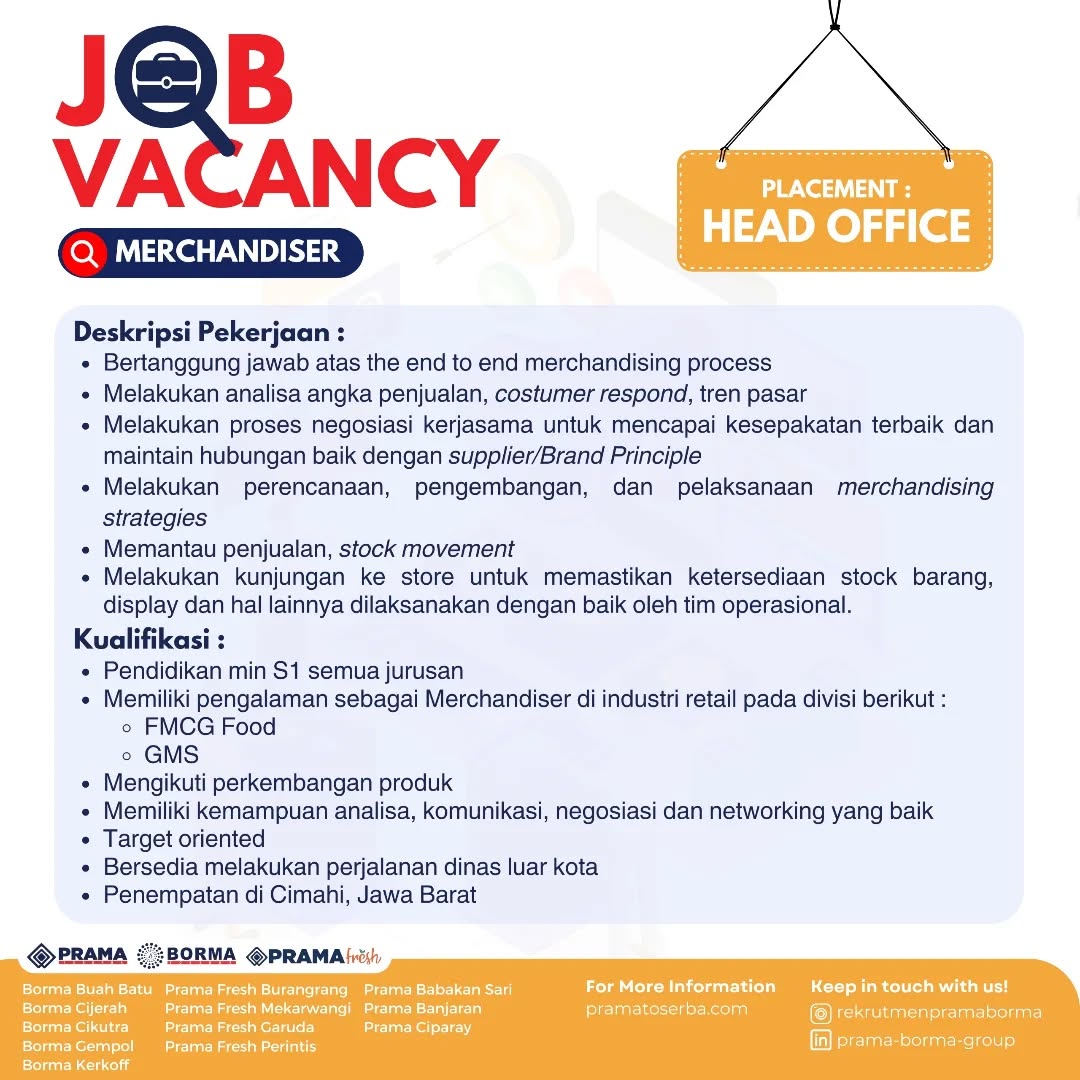 JOB
VACANCY
MERCHANDISER
PLACEMENT :
HEAD OFFICE
Deskripsi Pekerjaan :
• Bertanggung jawab atas the end to end merchandising process
• Melakukan analisa angka penjualan, costumer respond, tren pasar
• Melakukan proses negosiasi kerjasama untuk mencapai kesepakatan terbaik dan
maintain hubungan baik dengan supplier/Brand Principle
• Melakukan perencanaan, pengembangan, dan pelaksanaan merchandising
strategies
• Memantau penjualan, stock movement
• Melakukan kunjungan ke store untuk memastikan ketersediaan stock barang,
display dan hal lainnya dilaksanakan dengan baik oleh tim operasional.
Kualifikasi :
• Pendidikan min S1 semua jurusan
• Memiliki pengalaman sebagai Merchandiser di industri retail pada divisi berikut :
◦ FMCG Food
◦ GMS
• Mengikuti perkembangan produk
• Memiliki kemampuan analisa, komunikasi, negosiasi dan networking yang baik
• Target oriented
• Bersedia melakukan perjalanan dinas luar kota
• Penempatan di Cimahi, Jawa Barat
PRAMA BORMA PRAMA fresh
Borma Buah Batu
Borma Cijerah
Borma Cikutra
Borma Gempol
Borma Kerkoff
Prama Fresh Burangrang
Prama Fresh Mekarwangi
Prama Fresh Garuda
Prama Fresh Perintis
Prama Babakan Sari
Prama Banjaran
Prama Ciparay
For More Information
pramatoserba.com
Keep in touch with us!
rekrutmenpramaborma
prama-borma-group